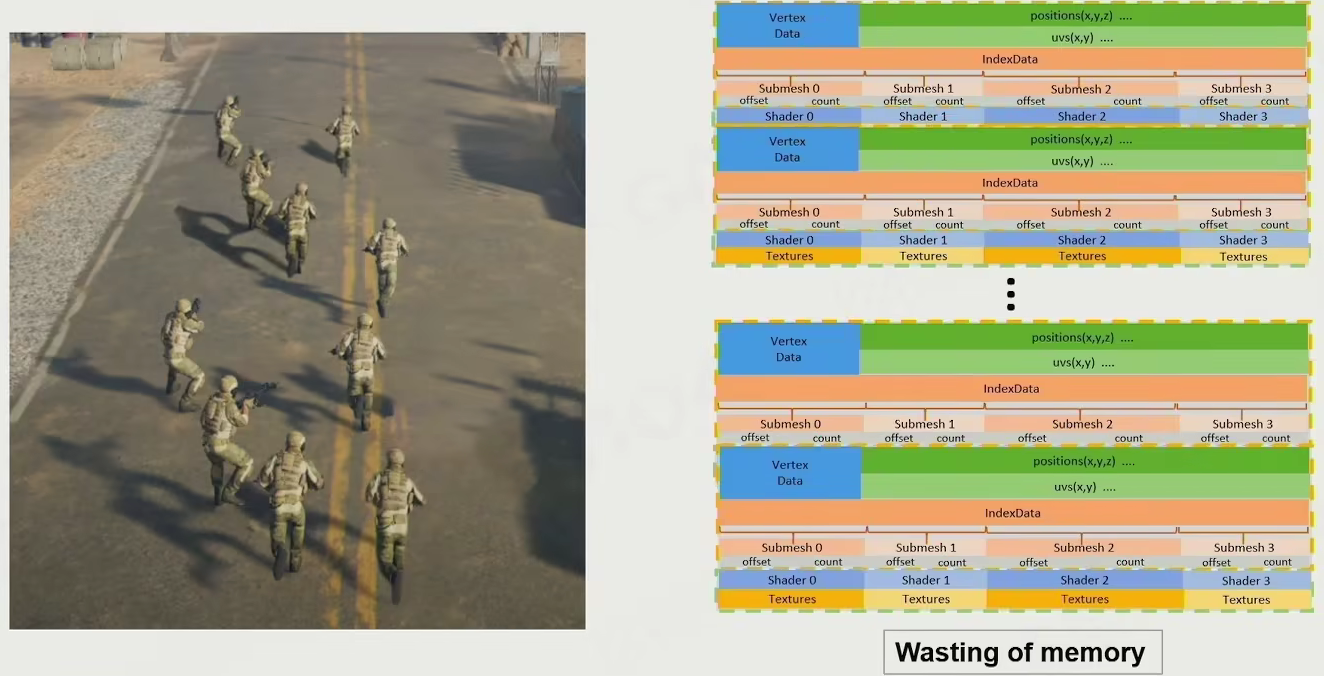 Vertex
Data
positions(x,y,z) ....
uvs(x,y) ....
IndexData
Submesh 0 Submesh 1 Submesh 2 Submesh 3
offset count offset count offset count offset count
Shader 0 Shader 1 Shader 2 Shader 3
Vertex
Data
positions(x,y,z) ....
uvs(x,y) ....
IndexData
Submesh 0 Submesh 1 Submesh 2 Submesh 3
offset count offset count offset count offset count
Shader 0 Shader 1 Shader 2 Shader 3
Textures Textures Textures Textures
Vertex
Data
positions(x,y,z) ....
uvs(x,y) ....
IndexData
Submesh 0 Submesh 1 Submesh 2 Submesh 3
offset count offset count offset count offset count
Vertex
Data
positions(x,y,z) ....
uvs(x,y) ....
IndexData
Submesh 0 Submesh 1 Submesh 2 Submesh 3
offset count offset count offset count offset count
Shader 0 Shader 1 Shader 2 Shader 3
Textures Textures Textures Textures
Wasting of memory